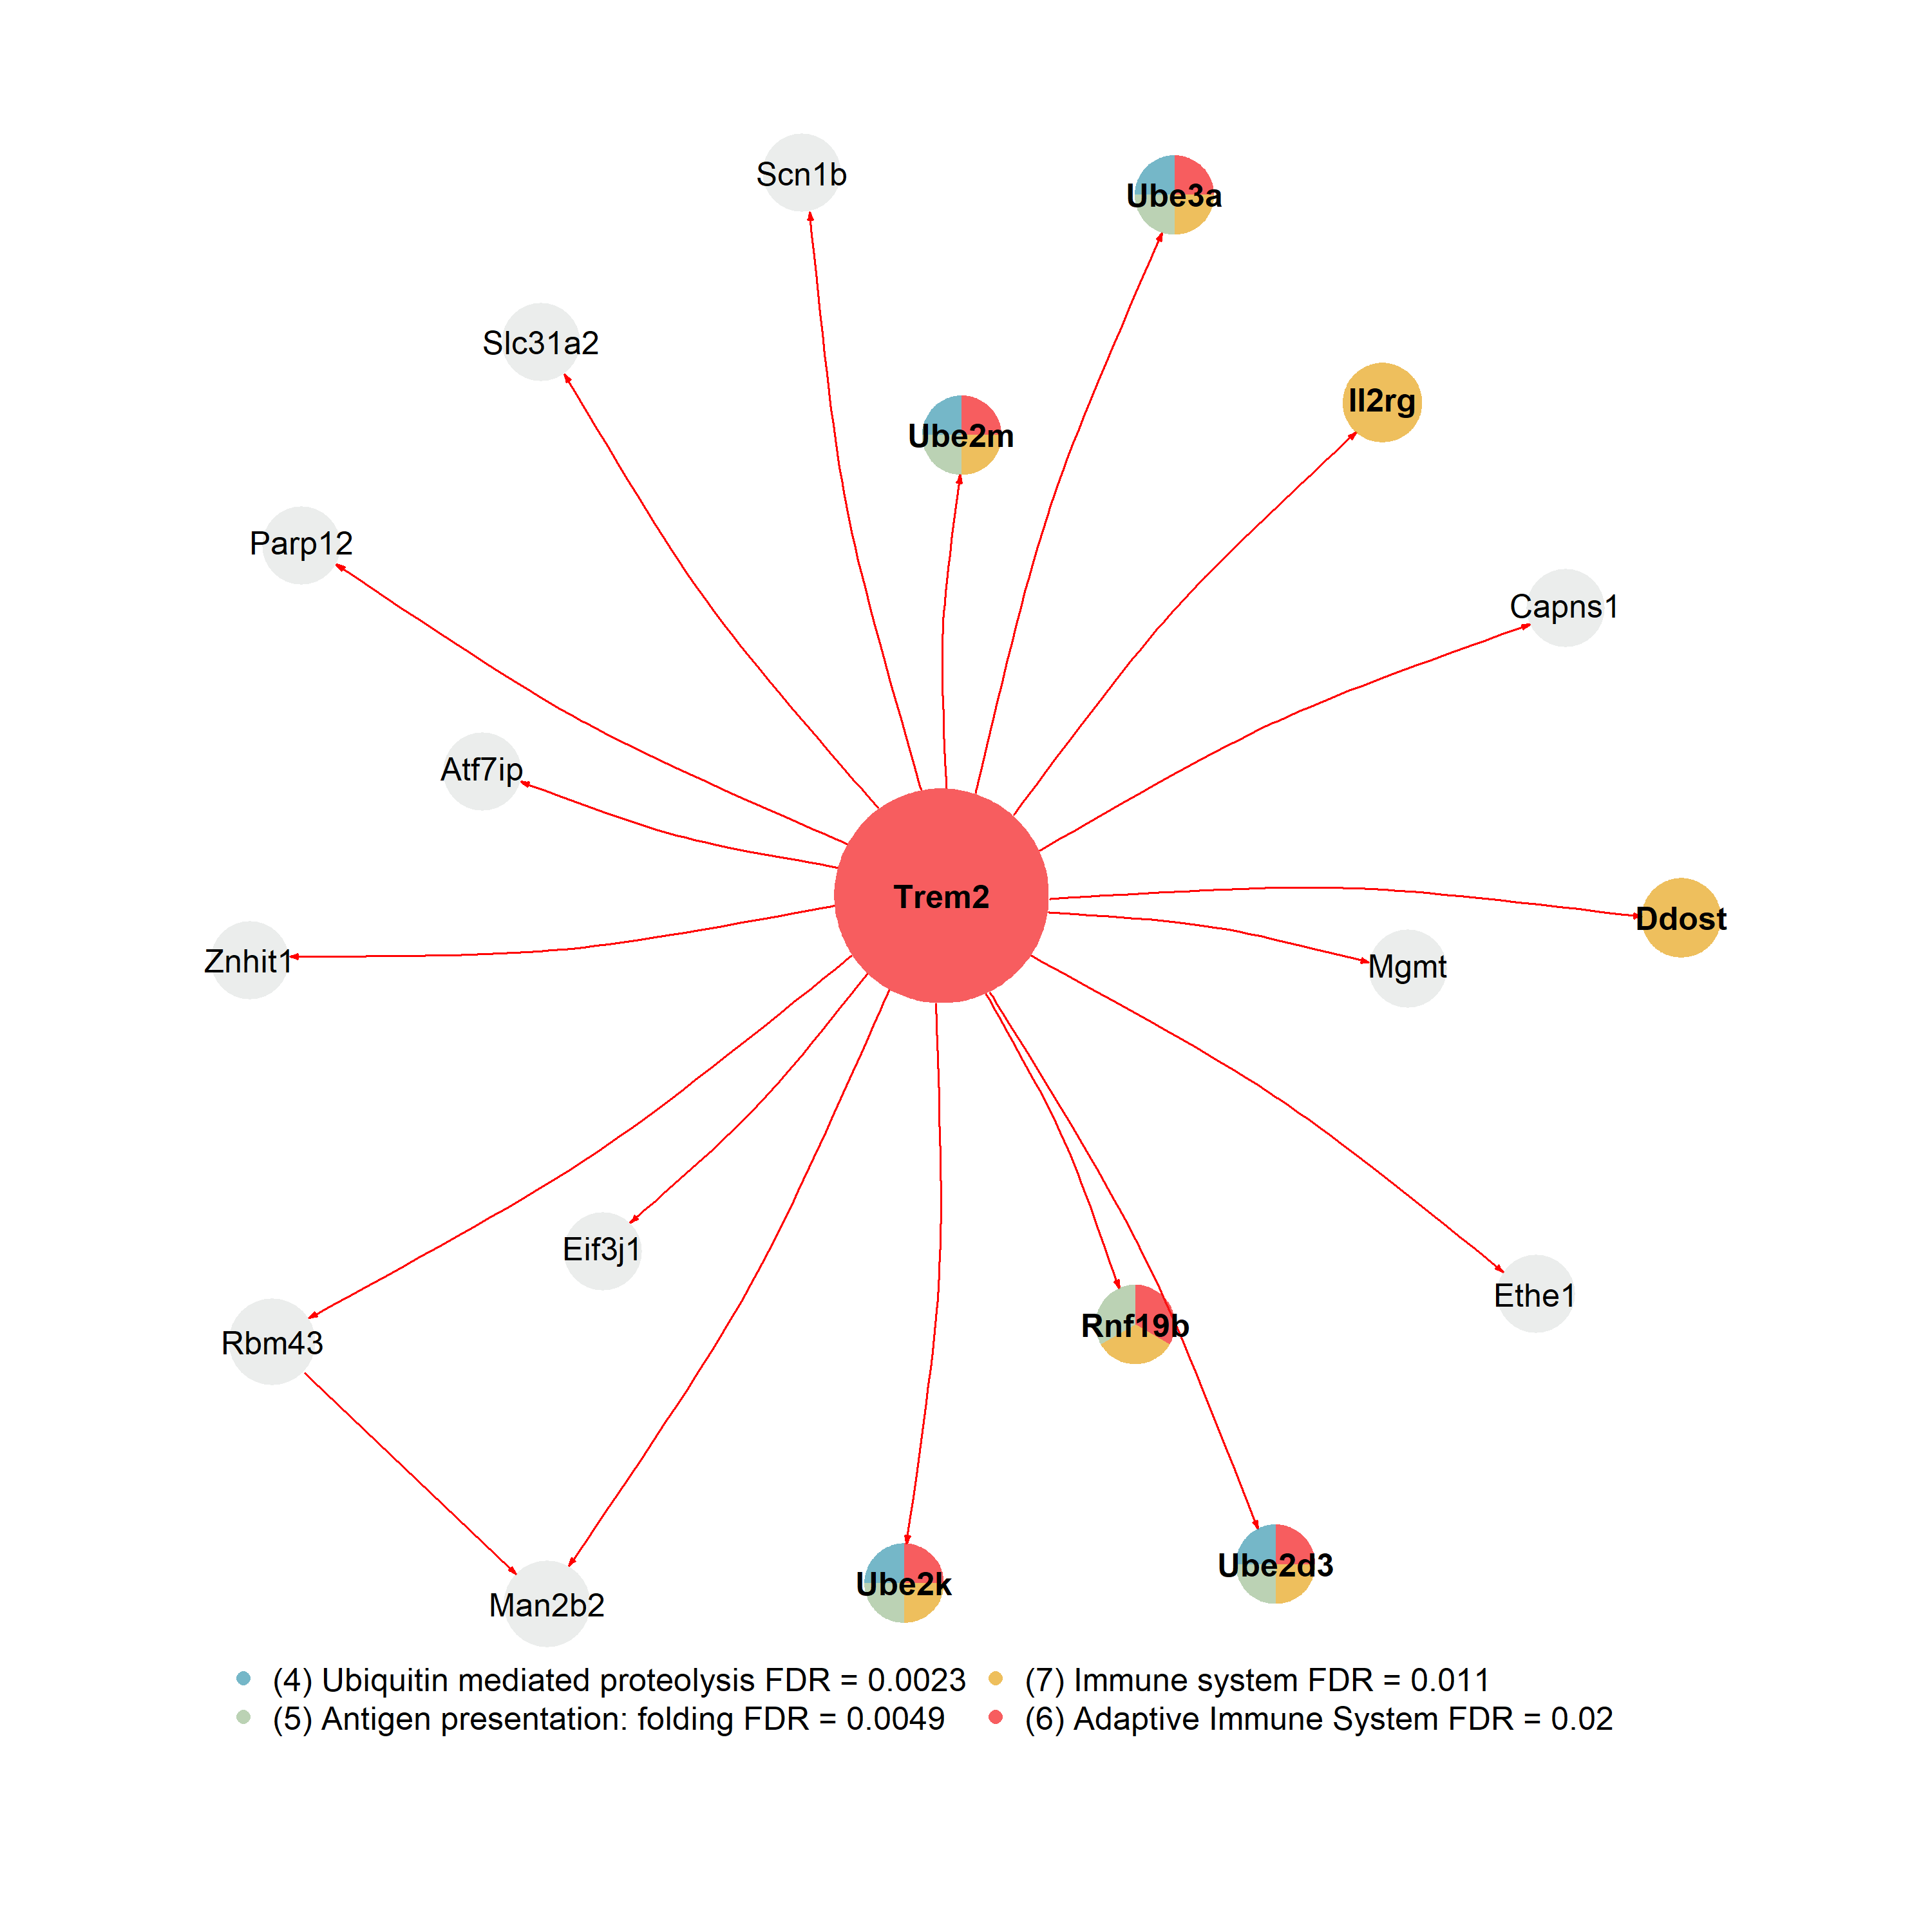 Scn1b
Ube3a
Slc31a2
Il2rg
Ube2m
Parp12
Capns1
Atf7ip
Trem2
Ddost
Znhit1
Mgmt
Eif3j1
Ethe1
Rnf19b
Rbm43
Ube2d3
Ube2k
Man2b2
(4) Ubiquitin mediated proteolysis FDR = 0.0023
(7) Immune system FDR = 0.011
(5) Antigen presentation: folding FDR = 0.0049
(6) Adaptive Immune System FDR = 0.02